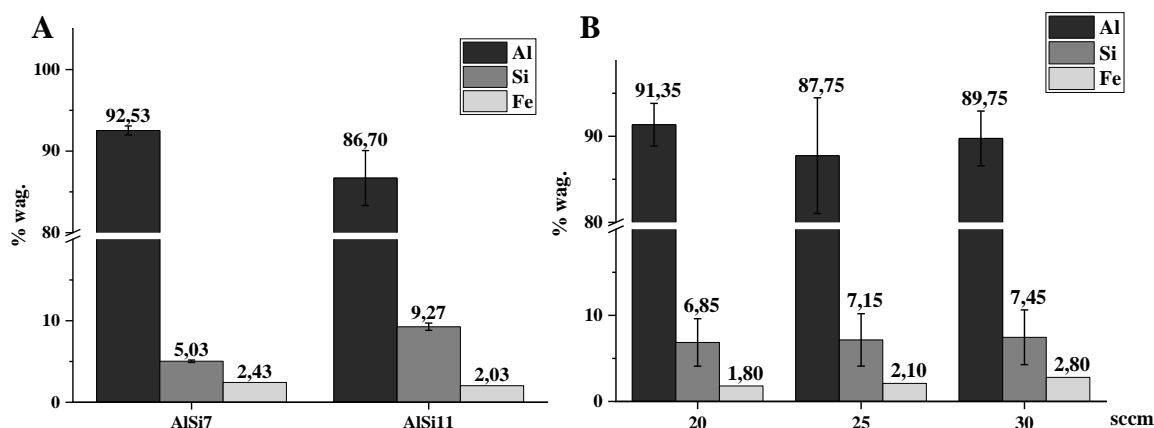 A
Al
Si
Fe
% wag.
100
90
80
10
0
92,53
5,03
2,43
86,70
9,27
2,03
AlSi7
AlSi11
B
Al
Si
Fe
% wag.
90
80
10
0
91,35
6,85
1,80
87,75
7,15
2,10
89,75
7,45
2,80
20
25
30
sccm